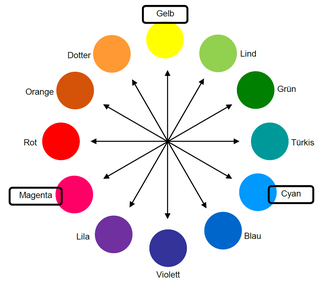 Gelb
Dotter
Lind
Orange
Grün
Rot
Türkis
Magenta
Cyan
Lila
Blau
Violett